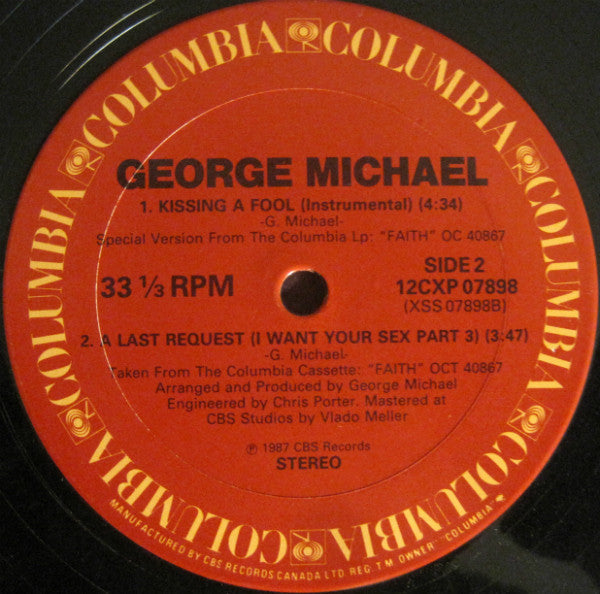 COLUMBIA COLUMBIA COLUMBIA COLUMBIA COLUMBIA COLUMBIA COLUMBIA COLUMBIA
GEORGE MICHAEL
1. KISSING A FOOL (Instrumental) (4:34)
-G. Michael-
Special Version From The Columbia Lp: "FAITH" OC 40867
33 ⅓ RPM
SIDE 2
12CXP 07898
(XSS 07898B)
2. A LAST REQUEST (I WANT YOUR SEX PART 3) (3:47)
-G. Michael-
Taken From The Columbia Cassette: "FAITH" OCT 40867
Arranged and Produced by George Michael
Engineered by Chris Porter. Mastered at
CBS Studios by Vlado Meller
℗ 1987 CBS Records
STEREO
MANUFACTURED BY CBS RECORDS CANADA LTD. REG. T.M. OWNER "COLUMBIA"